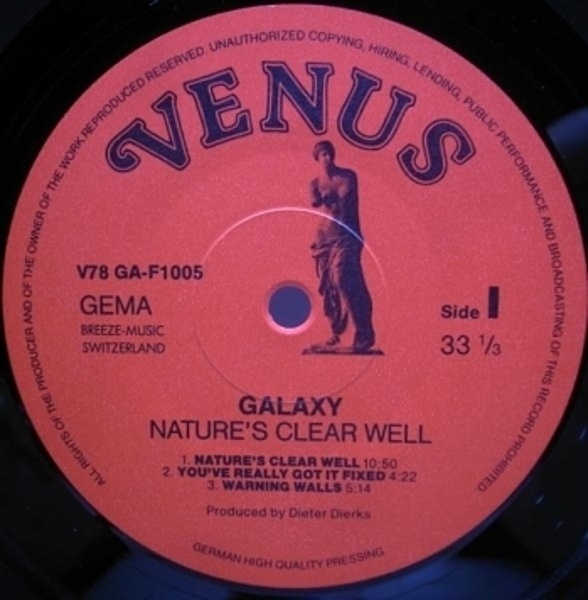 ALL RIGHTS OF THE PRODUCER AND OF THE OWNER OF THE WORK REPRODUCED RESERVED. UNAUTHORIZED COPYING, HIRING, LENDING, PUBLIC PERFORMANCE AND BROADCASTING OF THIS RECORD PROHIBITED
VENUS
V78 GA-F1005
GEMA
BREEZE-MUSIC
SWITZERLAND
Side I
33 1/3
GALAXY
NATURE'S CLEAR WELL
1. NATURE'S CLEAR WELL 10:50
2. YOU'VE REALLY GOT IT FIXED 4:22
3. WARNING WALLS 5:14
Produced by Dieter Dierks
GERMAN HIGH QUALITY PRESSING